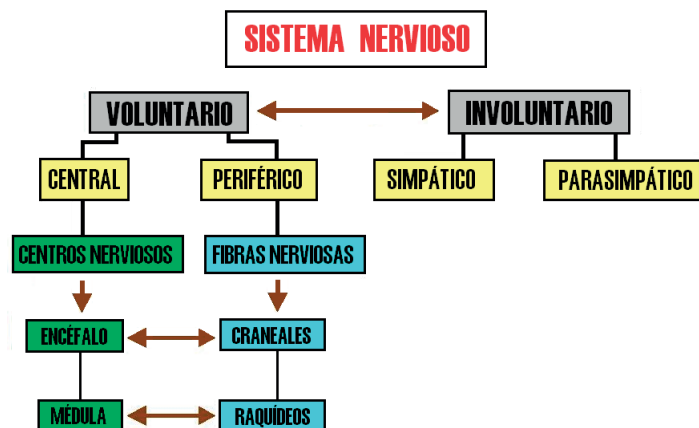 SISTEMA NERVIOSO
VOLUNTARIO
INVOLUNTARIO
CENTRAL
PERIFÉRICO
SIMPÁTICO
PARASIMPÁTICO
CENTROS NERVIOSOS
FIBRAS NERVIOSAS
ENCÉFALO
CRANEALES
MÉDULA
RAQUÍDEOS